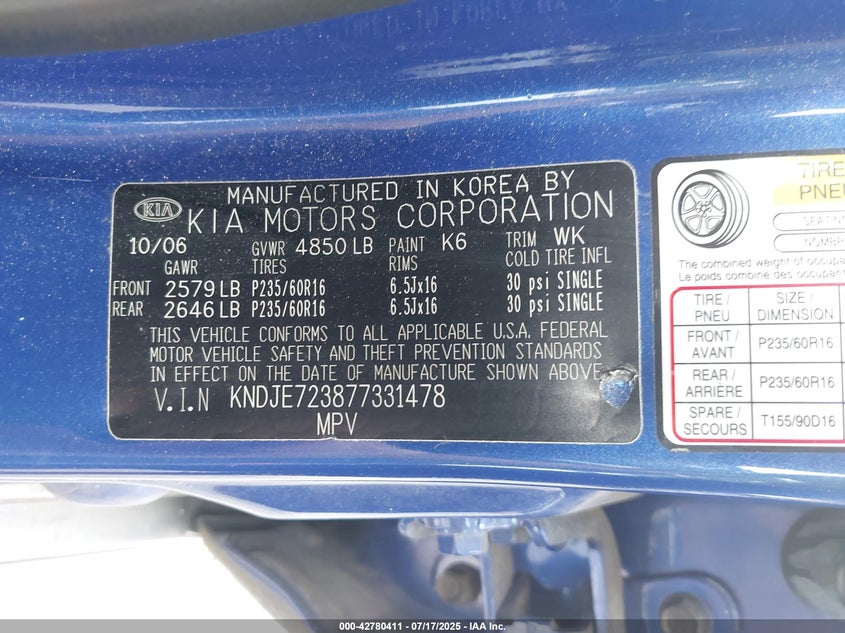 MANUFACTURED IN KOREA BY
KIA KIA MOTORS CORPORATION
10/06 GVWR 4850 LB PAINT K6 TRIM WK
GAWR TIRES RIMS COLD TIRE INFL
FRONT 2579 LB P235/60R16 6.5Jx16 30 psi SINGLE
REAR 2646 LB P235/60R16 6.5Jx16 30 psi SINGLE
THIS VEHICLE CONFORMS TO ALL APPLICABLE U.S.A. FEDERAL
MOTOR VEHICLE SAFETY AND THEFT PREVENTION STANDARDS
IN EFFECT ON THE DATE OF MANUFACTURE SHOWN ABOVE.
V.I.N KNDJE723877331478
MPV
TIRE
PNEU
SEATING
NOMBR
The combined weight of occupa
Le poids combiné des occupant
TIRE / PNEU SIZE / DIMENSION
FRONT / AVANT P235/60R16
REAR / ARRIÈRE P235/60R16
SPARE / SECOURS T155/90D16
000-42780411 - 07/17/2025 - IAA Inc.